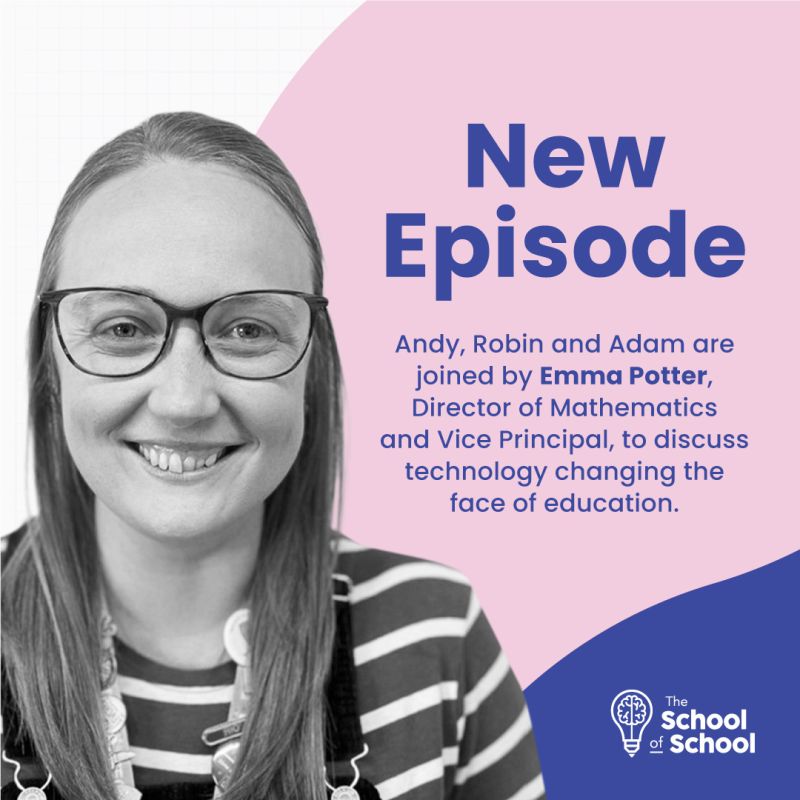 New
Episode
Andy, Robin and Adam are
joined by Emma Potter,
Director of Mathematics
and Vice Principal, to discuss
technology changing the
face of education.
The
School
of School